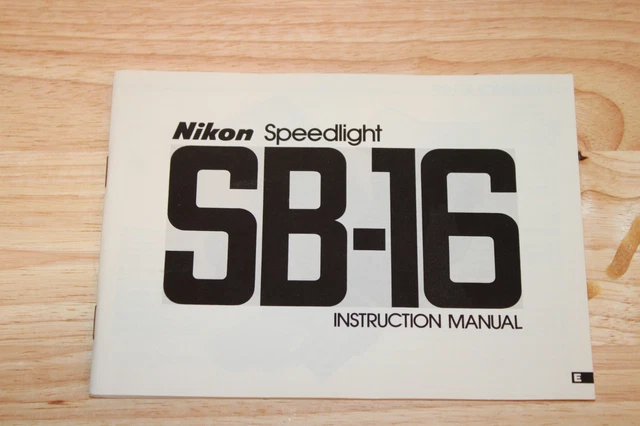 Nikon Speedlight
SB-16
INSTRUCTION MANUAL
E